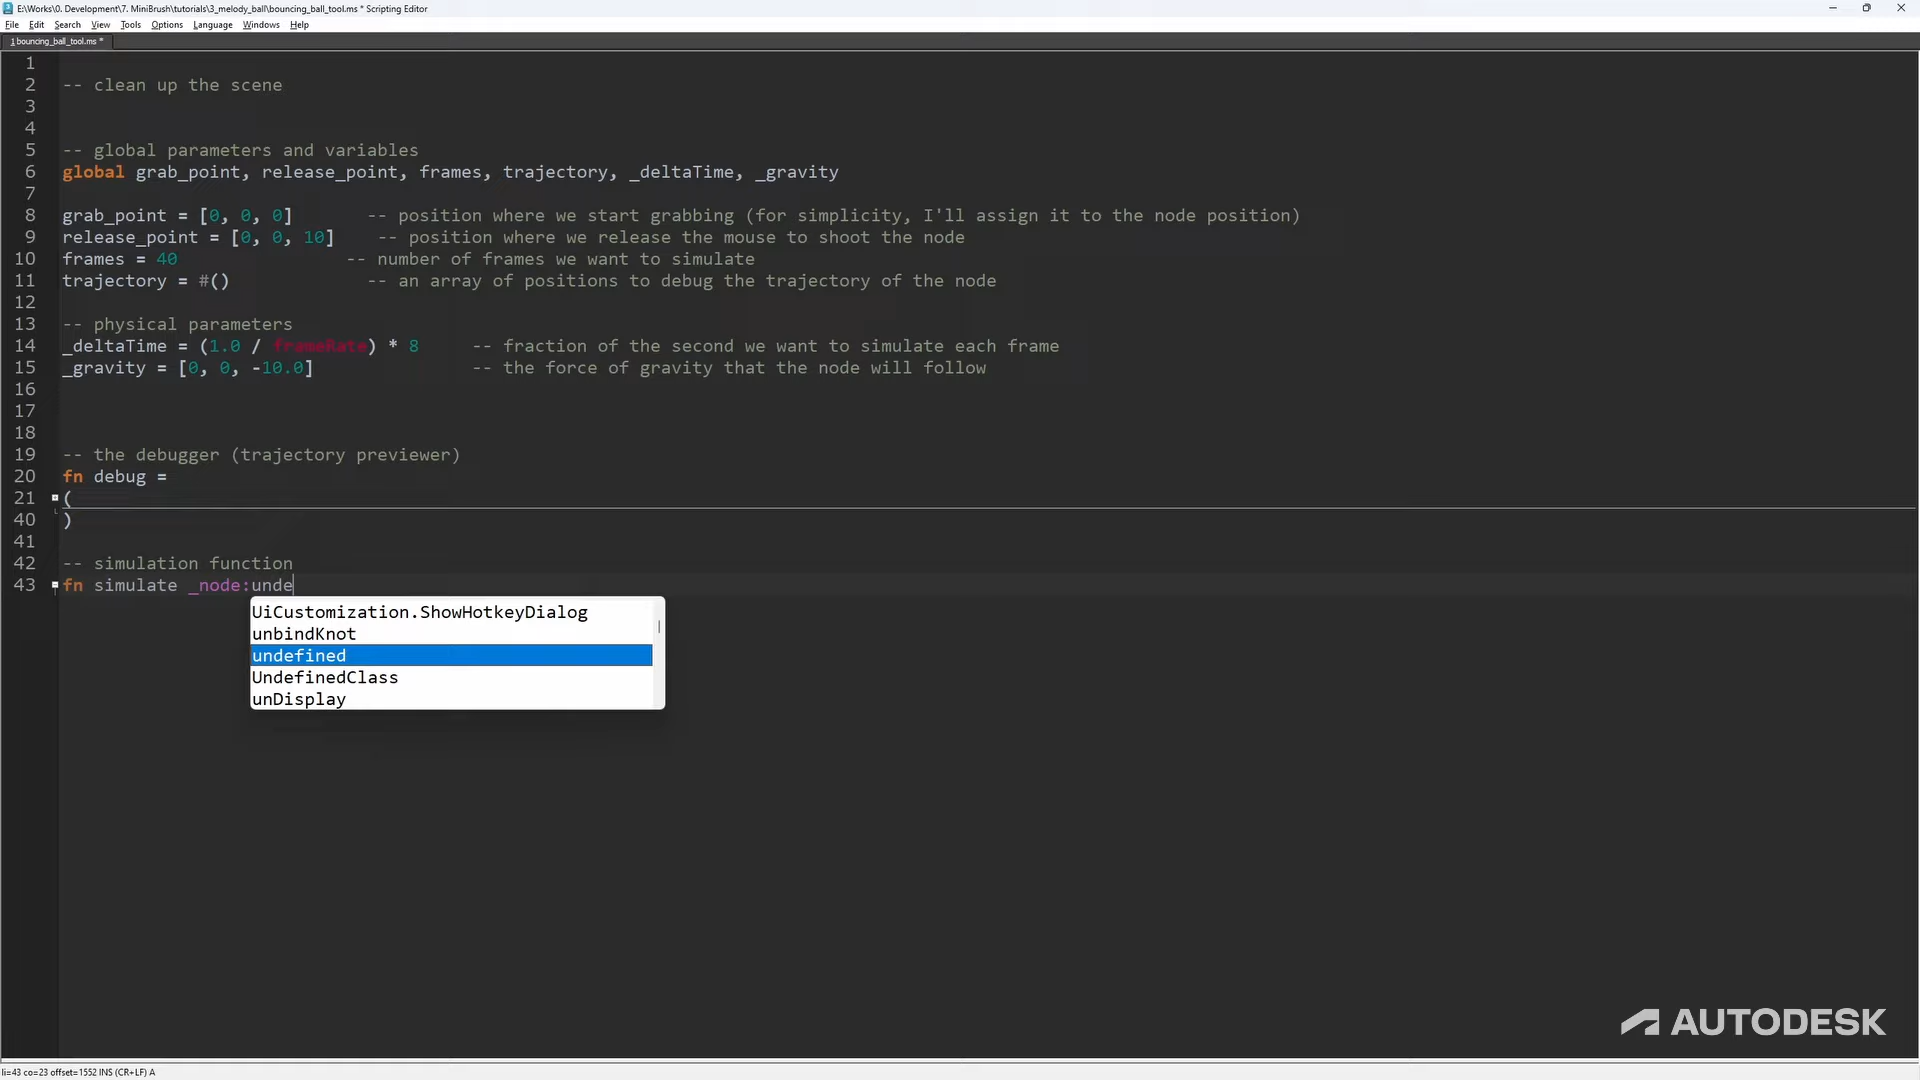 E:\Works\0. Development\7. MiniBrush\tutorials\3_melody_ball\bouncing_ball_tool.ms * Scripting Editor
File Edit Search View Tools Options Language Windows Help
1 bouncing_ball_tool.ms *
1
2 -- clean up the scene
3
4
5 -- global parameters and variables
6 global grab_point, release_point, frames, trajectory, _deltaTime, _gravity
7
8 grab_point = [0, 0, 0] -- position where we start grabbing (for simplicity, I'll assign it to the node position)
9 release_point = [0, 0, 10] -- position where we release the mouse to shoot the node
10 frames = 40 -- number of frames we want to simulate
11 trajectory = #() -- an array of positions to debug the trajectory of the node
12
13 -- physical parameters
14 _deltaTime = (1.0 / frameRate) * 8 -- fraction of the second we want to simulate each frame
15 _gravity = [0, 0, -10.0] -- the force of gravity that the node will follow
16
17
18
19 -- the debugger (trajectory previewer)
20 fn debug =
21 (
40 )
41
42 -- simulation function
43 fn simulate _node:unde
UiCustomization.ShowHotkeyDialog
unbindKnot
undefined
UndefinedClass
unDisplay
AUTODESK
li=43 co=23 offset=1552 INS (CR+LF) A